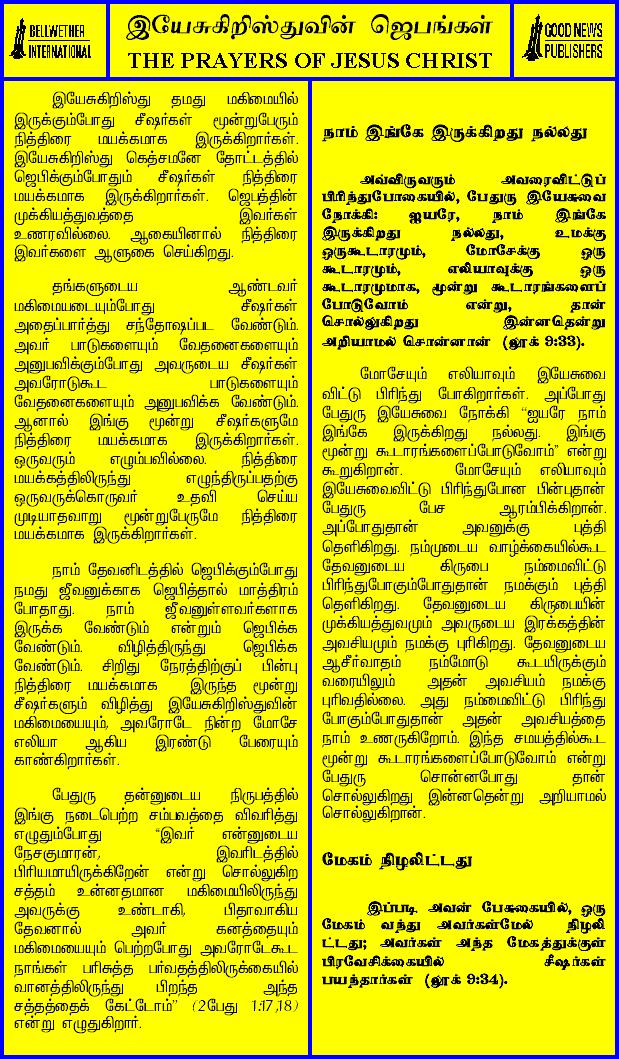 BELLWETHER
INTERNATIONAL
இயேசுகிறிஸ்துவின் ஜெபங்கள்
THE PRAYERS OF JESUS CHRIST
GOOD NEWS
PUBLISHERS
இயேசுகிறிஸ்து தமது மகிமையில்
இருக்கும்போது சீஷர்கள் மூன்றுபேரும்
நித்திரை மயக்கமாக இருக்கிறார்கள்.
இயேசுகிறிஸ்து கெத்சமனே தோட்டத்தில்
ஜெபிக்கும்போதும் சீஷர்கள் நித்திரை
மயக்கமாக இருக்கிறார்கள். ஜெபத்தின்
முக்கியத்துவத்தை இவர்கள்
உணரவில்லை. ஆகையினால் நித்திரை
இவர்களை ஆளுகை செய்கிறது.
தங்களுடைய ஆண்டவர்
மகிமையடையும்போது சீஷர்கள்
அதைப்பார்த்து சந்தோஷப்பட வேண்டும்.
அவர் பாடுகளையும் வேதனைகளையும்
அனுபவிக்கும்போது அவருடைய சீஷர்கள்
அவரோடுகூட பாடுகளையும்
வேதனைகளையும் அனுபவிக்க வேண்டும்.
ஆனால் இங்கு மூன்று சீஷர்களுமே
நித்திரை மயக்கமாக இருக்கிறார்கள்.
ஒருவரும் எழும்பவில்லை. நித்திரை
மயக்கத்திலிருந்து எழுந்திருப்பதற்கு
ஒருவருக்கொருவர் உதவி செய்ய
முடியாதவாறு மூன்றுபேருமே நித்திரை
மயக்கமாக இருக்கிறார்கள்.
நாம் தேவனிடத்தில் ஜெபிக்கும்போது
நமது ஜீவனுக்காக ஜெபித்தால் மாத்திரம்
போதாது. நாம் ஜீவனுள்ளவர்களாக
இருக்க வேண்டும் என்றும் ஜெபிக்க
வேண்டும். விழித்திருந்து ஜெபிக்க
வேண்டும். சிறிது நேரத்திற்குப் பின்பு
நித்திரை மயக்கமாக இருந்த மூன்று
சீஷர்களும் விழித்து இயேசுகிறிஸ்துவின்
மகிமையையும், அவரோடே நின்ற மோசே
எலியா ஆகிய இரண்டு பேரையும்
காண்கிறார்கள்.
பேதுரு தன்னுடைய நிருபத்தில்
இங்கு நடைபெற்ற சம்பவத்தை விவரித்து
எழுதும்போது “இவர் என்னுடைய
நேசகுமாரன், இவரிடத்தில்
பிரியமாயிருக்கிறேன் என்று சொல்லுகிற
சத்தம் உன்னதமான மகிமையிலிருந்து
அவருக்கு உண்டாகி, பிதாவாகிய
தேவனால் அவர் கனத்தையும்
மகிமையையும் பெற்றபோது அவரோடேகூட
நாங்கள் பரிசுத்த பர்வதத்திலிருக்கையில்
வானத்திலிருந்து பிறந்த அந்த
சத்தத்தைக் கேட்டோம்” (2பேது 1:17,18)
என்று எழுதுகிறார்.
நாம் இங்கே இருக்கிறது நல்லது
அவ்விருவரும் அவரைவிட்டுப்
பிரிந்துபோகையில், பேதுரு இயேசுவை
நோக்கி: ஐயரே, நாம் இங்கே
இருக்கிறது நல்லது, உமக்கு
ஒருகூடாரமும், மோசேக்கு ஒரு
கூடாரமும், எலியாவுக்கு ஒரு
கூடாரமுமாக, மூன்று கூடாரங்களைப்
போடுவோம் என்று, தான்
சொல்லுகிறது இன்னதென்று
அறியாமல் சொன்னான் (லூக் 9:33).
மோசேயும் எலியாவும் இயேசுவை
விட்டு பிரிந்து போகிறார்கள். அப்போது
பேதுரு இயேசுவை நோக்கி “ஐயரே நாம்
இங்கே இருக்கிறது நல்லது. இங்கு
மூன்று கூடாரங்களைப்போடுவோம்” என்று
கூறுகிறான். மோசேயும் எலியாவும்
இயேசுவைவிட்டு பிரிந்துபோன பின்புதான்
பேதுரு பேச ஆரம்பிக்கிறான்.
அப்போதுதான் அவனுக்கு புத்தி
தெளிகிறது. நம்முடைய வாழ்க்கையில்கூட
தேவனுடைய கிருபை நம்மைவிட்டு
பிரிந்துபோகும்போதுதான் நமக்கும் புத்தி
தெளிகிறது. தேவனுடைய கிருபையின்
முக்கியத்துவமும் அவருடைய இரக்கத்தின்
அவசியமும் நமக்கு புரிகிறது. தேவனுடைய
ஆசீர்வாதம் நம்மோடு கூடயிருக்கும்
வரையிலும் அதன் அவசியம் நமக்கு
புரிவதில்லை. அது நம்மைவிட்டு பிரிந்து
போகும்போதுதான் அதன் அவசியத்தை
நாம் உணருகிறோம். இந்த சமயத்தில்கூட
மூன்று கூடாரங்களைப்போடுவோம் என்று
பேதுரு சொன்னபோது தான்
சொல்லுகிறது இன்னதென்று அறியாமல்
சொல்லுகிறான்.
மேகம் நிழலிட்டது
இப்படி அவன் பேசுகையில், ஒரு
மேகம் வந்து அவர்கள்மேல் நிழலி
ட்டது; அவர்கள் அந்த மேகத்துக்குள்
பிரவேசிக்கையில் சீஷர்கள்
பயந்தார்கள் (லூக் 9:34).